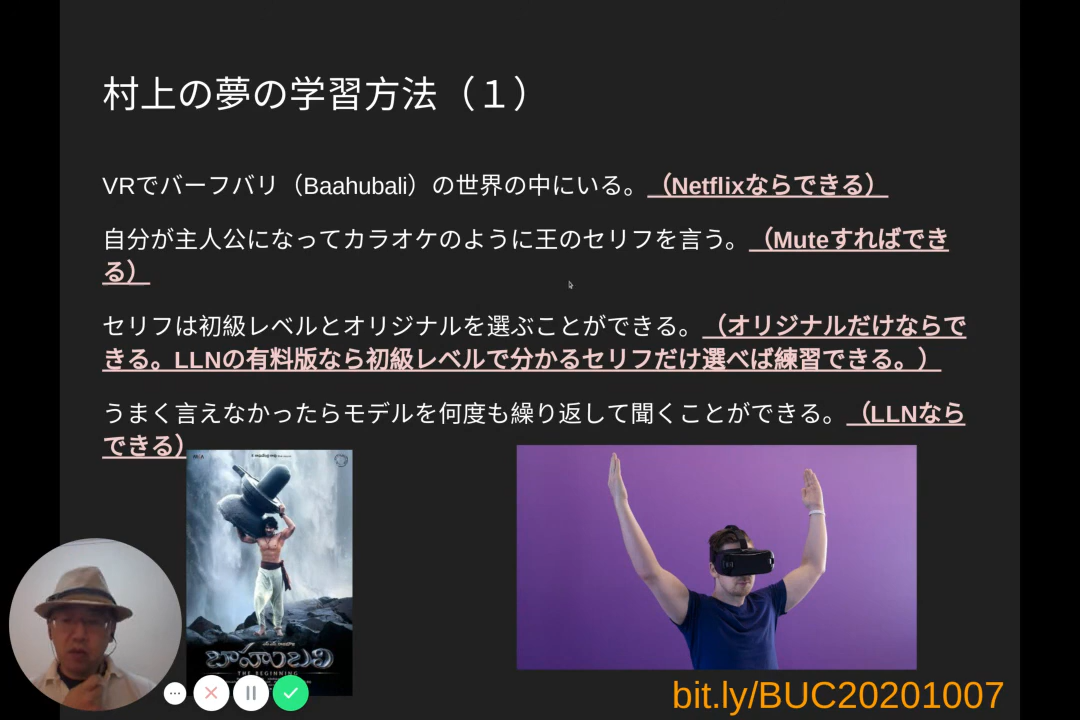 村上の夢の学習方法（１）
VRでバーフバリ（Baahubali）の世界の中にいる。（Netflixならできる）
自分が主人公になってカラオケのように王のセリフを言う。（Muteすればでき
る）
セリフは初級レベルとオリジナルを選ぶことができる。（オリジナルだけならで
きる。LLNの有料版なら初級レベルで分かるセリフだけ選べば練習できる。）
うまく言えなかったらモデルを何度も繰り返して聞くことができる。（LLNなら
できる）
బాహుబలి
THE BEGINNING
bit.ly/BUC20201007